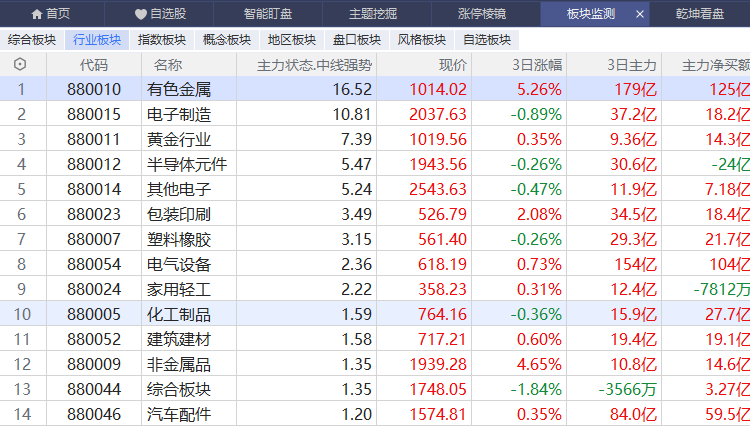 首页 自选股 智能盯盘 主题挖掘 涨停棱镜 板块监测 × 乾坤看盘
综合板块 行业板块 指数板块 概念板块 地区板块 盘口板块 风格板块 自选板块
代码 名称 主力状态.中线强势 现价 3日涨幅 3日主力 主力净买额
1 880010 有色金属 16.52 1014.02 5.26% 179亿 125亿
2 880015 电子制造 10.81 2037.63 -0.89% 37.2亿 18.2亿
3 880011 黄金行业 7.39 1019.56 0.35% 9.36亿 14.3亿
4 880012 半导体元件 5.47 1943.56 -0.26% 30.6亿 -24亿
5 880014 其他电子 5.24 2543.63 -0.47% 11.9亿 7.18亿
6 880023 包装印刷 3.49 526.79 2.08% 34.5亿 18.4亿
7 880007 塑料橡胶 3.15 561.40 -0.26% 29.3亿 21.7亿
8 880054 电气设备 2.36 618.19 0.73% 154亿 104亿
9 880024 家用轻工 2.22 358.23 0.31% 12.4亿 -7812万
10 880005 化工制品 1.59 764.16 -0.36% 15.9亿 27.7亿
11 880052 建筑建材 1.58 717.21 0.60% 19.4亿 19.1亿
12 880009 非金属品 1.35 1939.28 4.65% 10.8亿 14.6亿
13 880044 综合板块 1.35 1748.05 -1.84% -3566万 3.27亿
14 880046 汽车配件 1.20 1574.81 0.35% 84.0亿 59.5亿